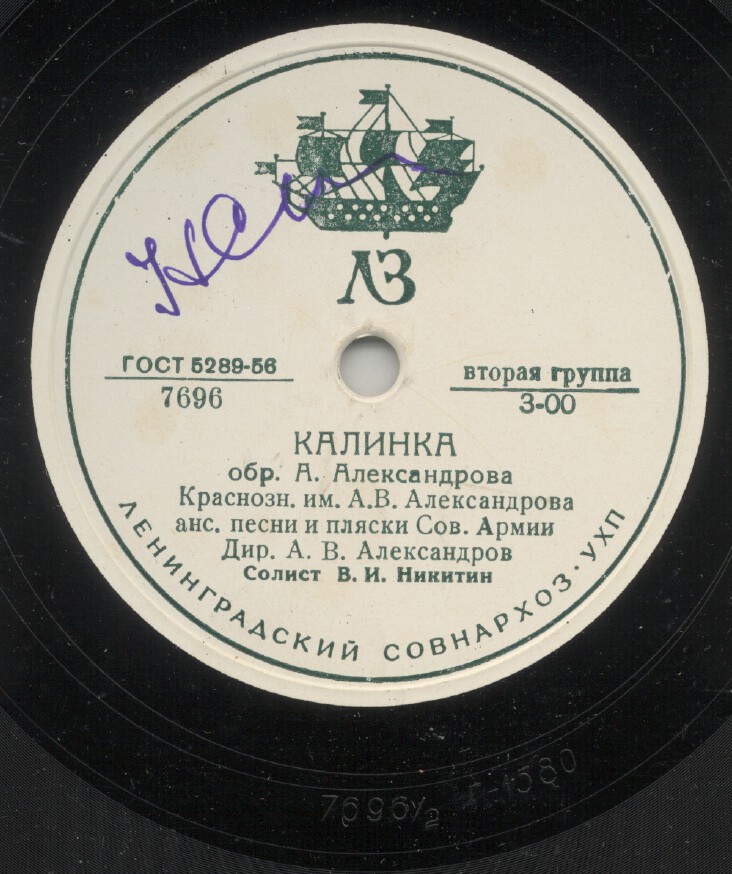 ЛЗ
ГОСТ 5289-56
7696
вторая группа
3-00
КАЛИНКА
обр. А. Александрова
Краснозн. им. А.В. Александрова
анс. песни и пляски Сов. Армии
Дир. А. В. Александров
Солист В. И. Никитин
ЛЕНИНГРАДСКИЙ СОВНАРХОЗ · УХП
7696/2